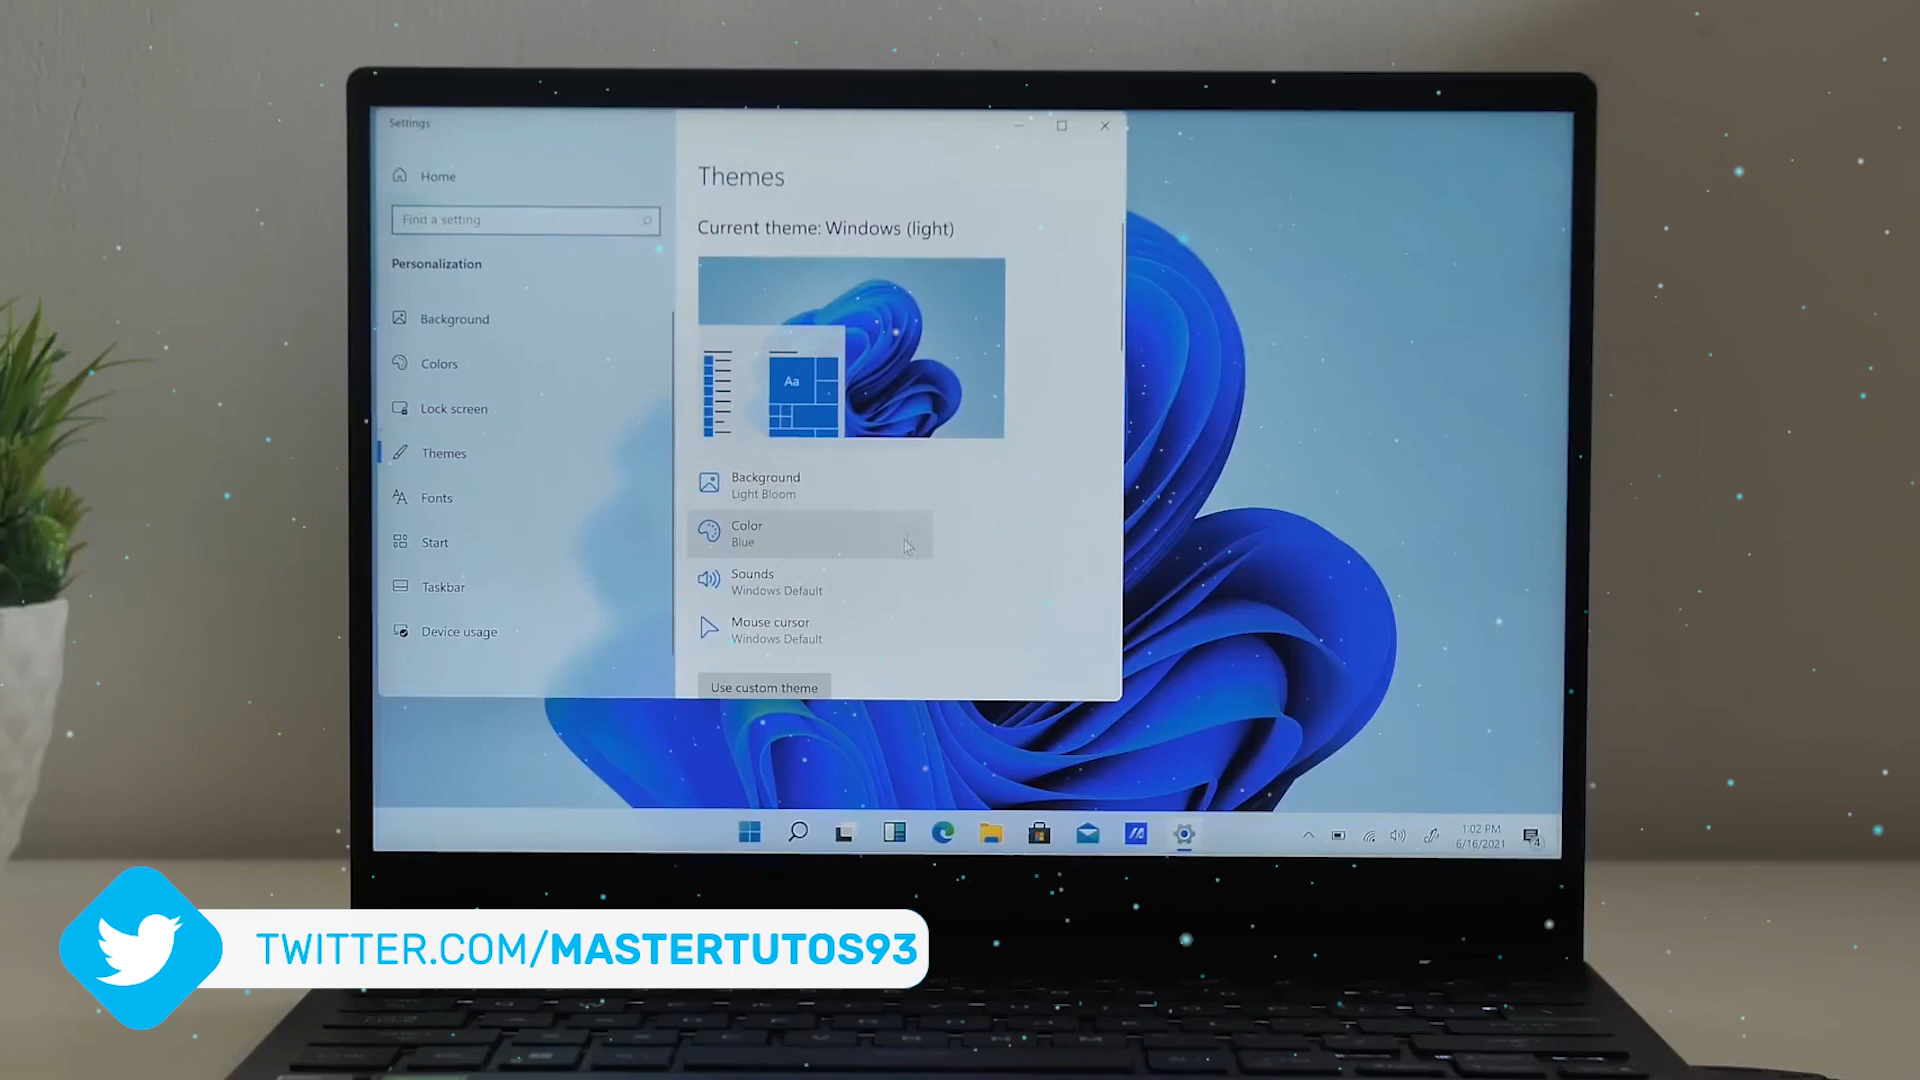 Settings
Home
Find a setting
Personalization
Background
Colors
Lock screen
Themes
Fonts
Start
Taskbar
Device usage
Themes
Current theme: Windows (light)
Aa
Background
Light Bloom
Color
Blue
Sounds
Windows Default
Mouse cursor
Windows Default
Use custom theme
1:02 PM
6/16/2021
4
TWITTER.COM/MASTERTUTOS93